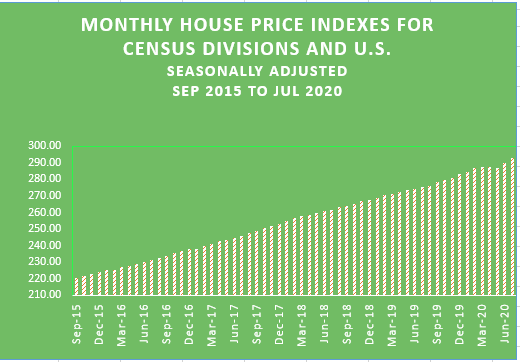 MONTHLY HOUSE PRICE INDEXES FOR
CENSUS DIVISIONS AND U.S.
SEASONALLY ADJUSTED
SEP 2015 TO JUL 2020
300.00
290.00
280.00
270.00
260.00
250.00
240.00
230.00
220.00
210.00
Sep-15
Dec-15
Mar-16
Jun-16
Sep-16
Dec-16
Mar-17
Jun-17
Sep-17
Dec-17
Mar-18
Jun-18
Sep-18
Dec-18
Mar-19
Jun-19
Sep-19
Dec-19
Mar-20
Jun-20